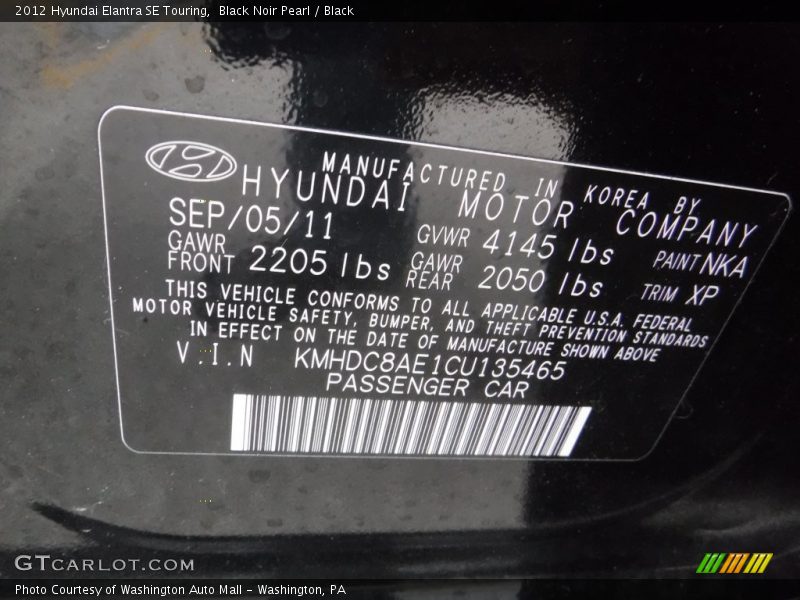 2012 Hyundai Elantra SE Touring, Black Noir Pearl / Black
MANUFACTURED IN KOREA BY
HYUNDAI MOTOR COMPANY
SEP/05/11 GVWR 4145 lbs PAINT NKA
GAWR FRONT 2205 lbs GAWR REAR 2050 lbs TRIM XP
THIS VEHICLE CONFORMS TO ALL APPLICABLE U.S.A. FEDERAL
MOTOR VEHICLE SAFETY, BUMPER, AND THEFT PREVENTION STANDARDS
IN EFFECT ON THE DATE OF MANUFACTURE SHOWN ABOVE
V.I.N KMHDC8AE1CU135465
PASSENGER CAR
GTCARLOT.COM
Photo Courtesy of Washington Auto Mall - Washington, PA